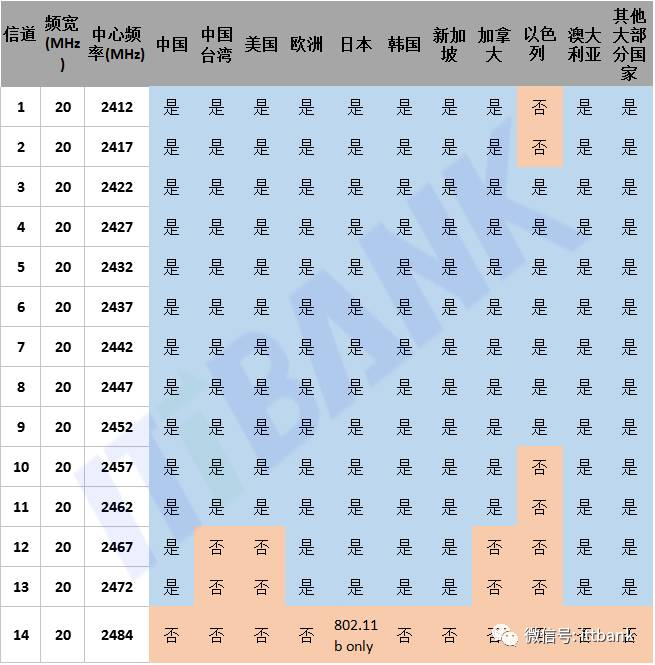 信道 频宽(MHz) 中心频率(MHz) 中国 中国台湾 美国 欧洲 日本 韩国 新加坡 加拿大 以色列 澳大利亚 其他大部分国家
1 20 2412 是 是 是 是 是 是 是 是 否 是 是
2 20 2417 是 是 是 是 是 是 是 是 否 是 是
3 20 2422 是 是 是 是 是 是 是 是 是 是 是
4 20 2427 是 是 是 是 是 是 是 是 是 是 是
5 20 2432 是 是 是 是 是 是 是 是 是 是 是
6 20 2437 是 是 是 是 是 是 是 是 是 是 是
7 20 2442 是 是 是 是 是 是 是 是 是 是 是
8 20 2447 是 是 是 是 是 是 是 是 是 是 是
9 20 2452 是 是 是 是 是 是 是 是 是 是 是
10 20 2457 是 是 是 是 是 是 是 是 否 是 是
11 20 2462 是 是 是 是 是 是 是 是 否 是 是
12 20 2467 是 否 否 是 是 是 是 否 否 是 是
13 20 2472 是 否 否 是 是 是 是 否 否 是 是
14 20 2484 否 否 否 否 802.11b only 否 否 否 否 否 否
ITiBANK
微信号: ititbank